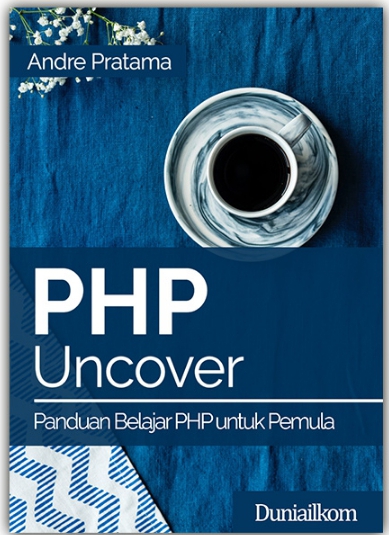 Andre Pratama
PHP
Uncover
Panduan Belajar PHP untuk Pemula
Duniailkom